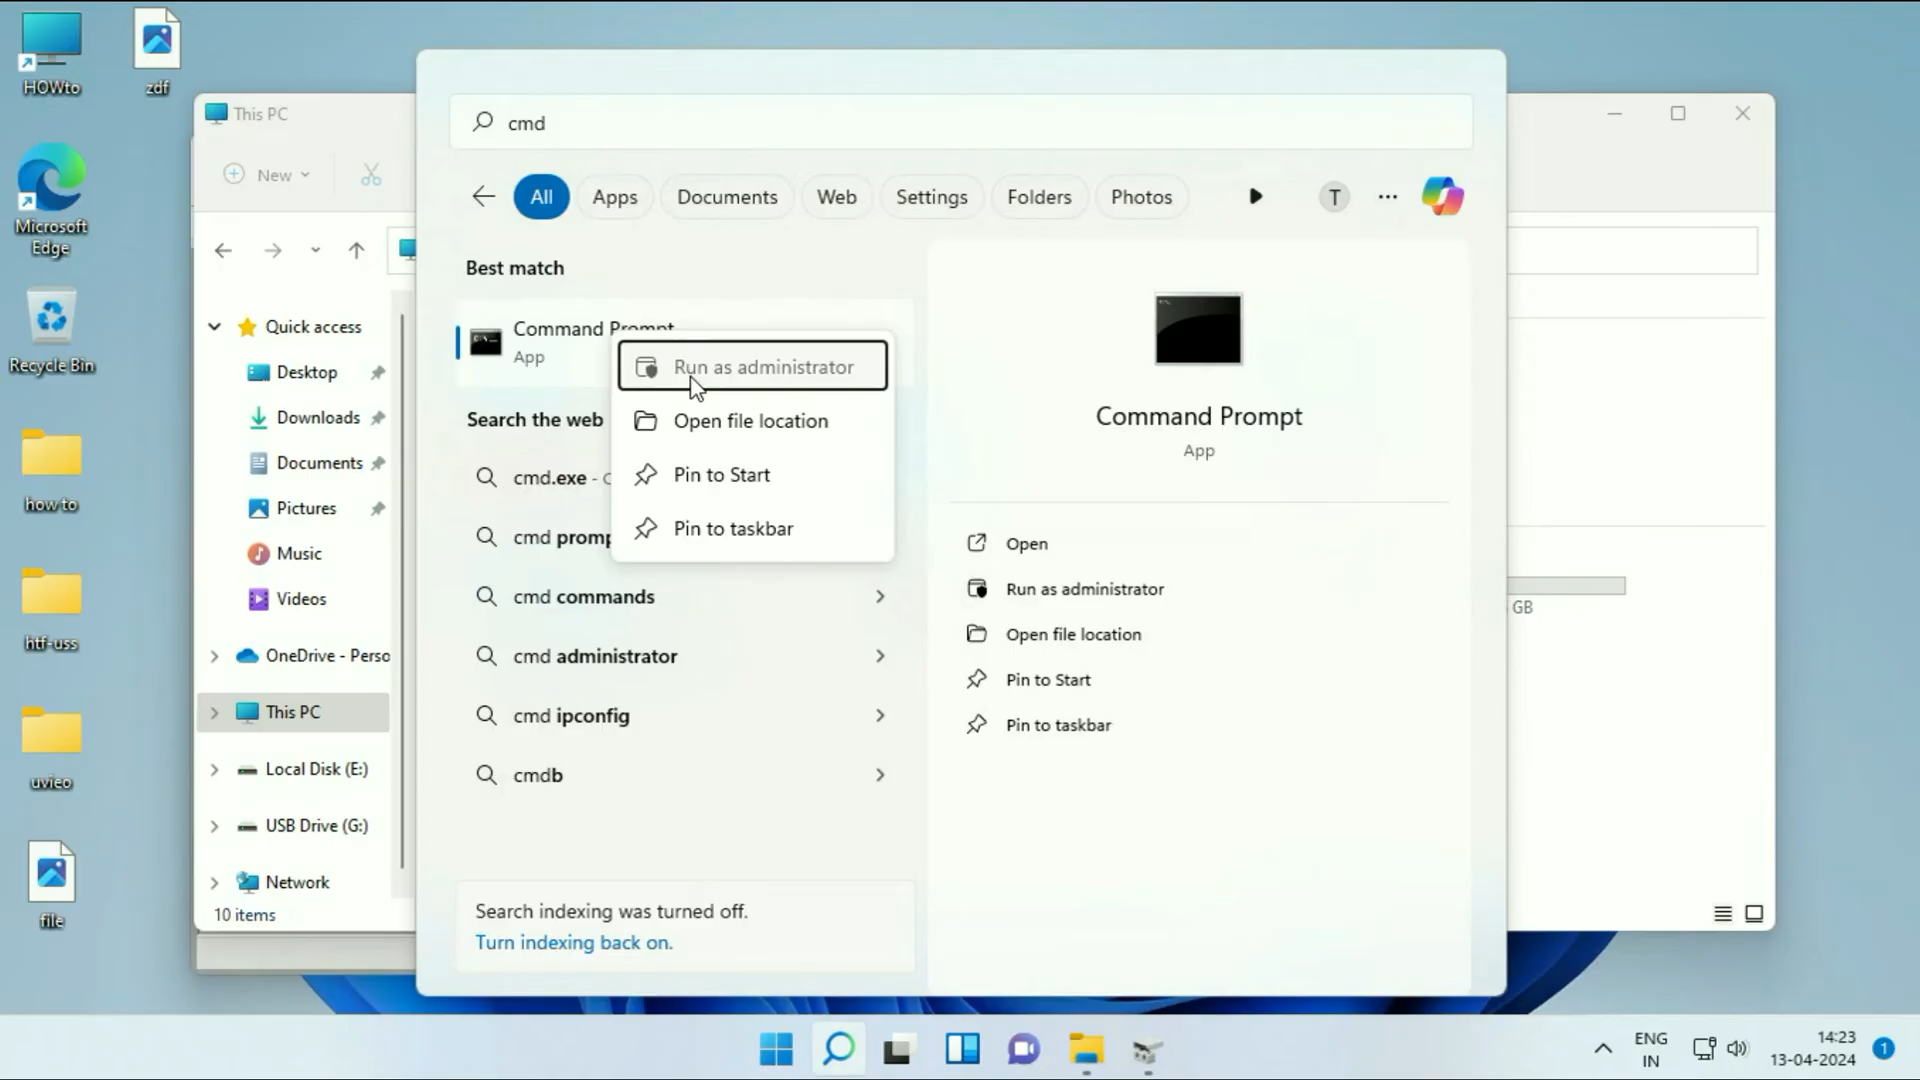 HOWto
zdf
Microsoft
Edge
Recycle Bin
how to
htf-uss
uvieo
file
This PC
New
Quick access
Desktop
Downloads
Documents
Pictures
Music
Videos
OneDrive - Perso
This PC
Local Disk (E:)
USB Drive (G:)
Network
10 items
cmd
All
Apps
Documents
Web
Settings
Folders
Photos
T
Best match
Command Prompt
App
Run as administrator
Open file location
Pin to Start
Pin to taskbar
Search the web
cmd.exe -
cmd
cmd commands
cmd administrator
cmd ipconfig
cmdb
Search indexing was turned off.
Turn indexing back on.
Command Prompt
App
Open
Run as administrator
Open file location
Pin to Start
Pin to taskbar
GB
ENG
IN
14:23
13-04-2024
1